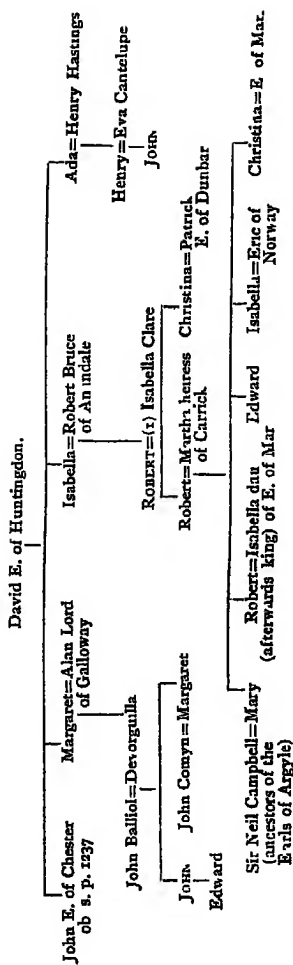 David E. of Huntingdon.
John E. of Chester
ob s. p. 1237
Margaret=Alan Lord
of Galloway
Isabella=Robert Bruce
of Anandale
Ada=Henry Hastings
John Balliol=Devorguilla
Henry=Eva Cantelupe
JOHN
ROBERT=(1) Isabella Clare
JOHN
Edward
John Comyn=Margaret
Robert=Martha heiress
of Carrick
Christina=Patrick
E. of Dunbar
Sir Neil Campbell=Mary
(ancestors of the
Earls of Argyle)
Robert=Isabella dau
(afterwards king) of E. of Mar
Edward
Isabella=Eric of
Norway
Christina=E of Mar.